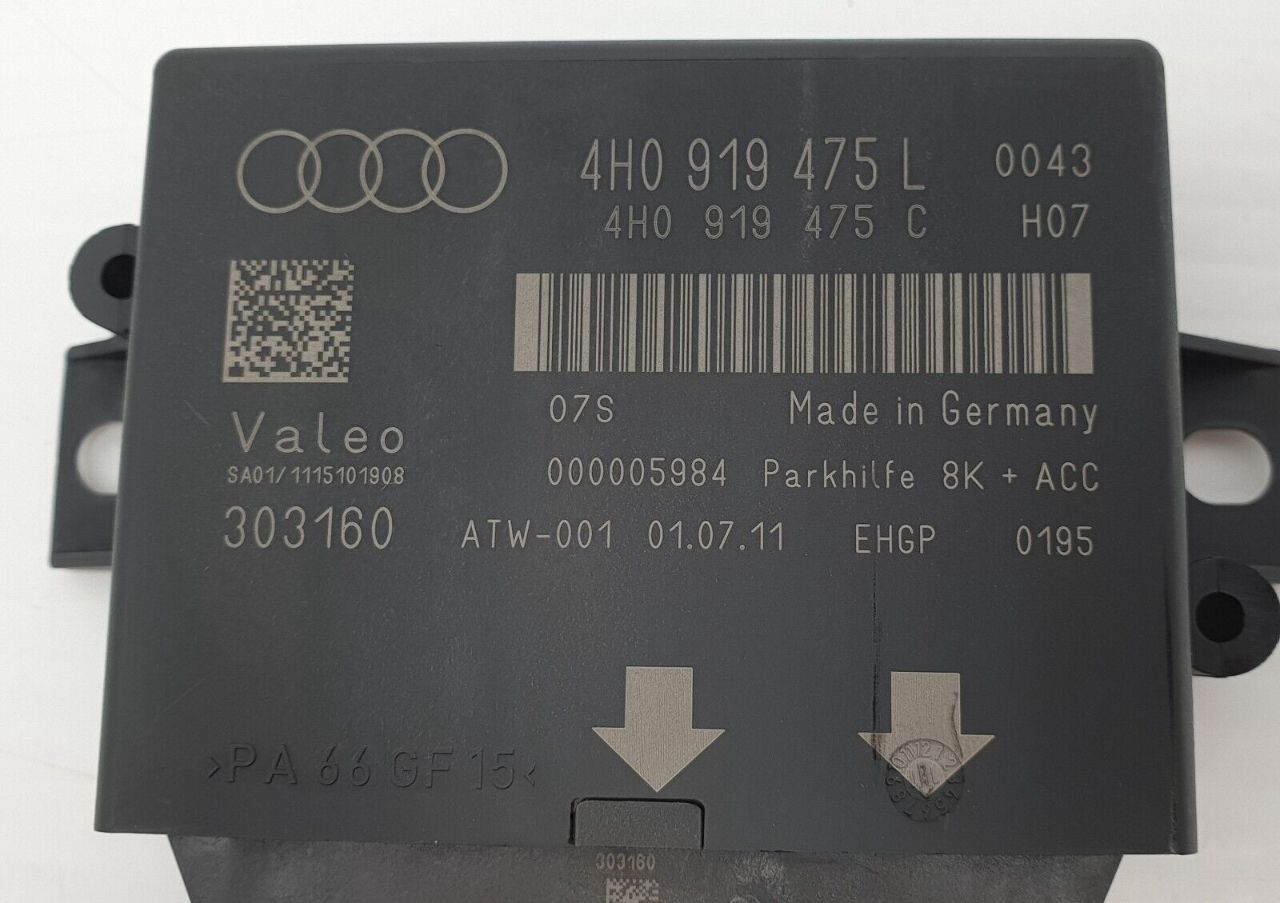 4H0 919 475 L 0043
4H0 919 475 C H07
07S Made in Germany
Valeo
SA01/1115101908
000005984 Parkhilfe 8K + ACC
303160 ATW-001 01.07.11 EHGP 0195
>PA 66 GF 15<
303160